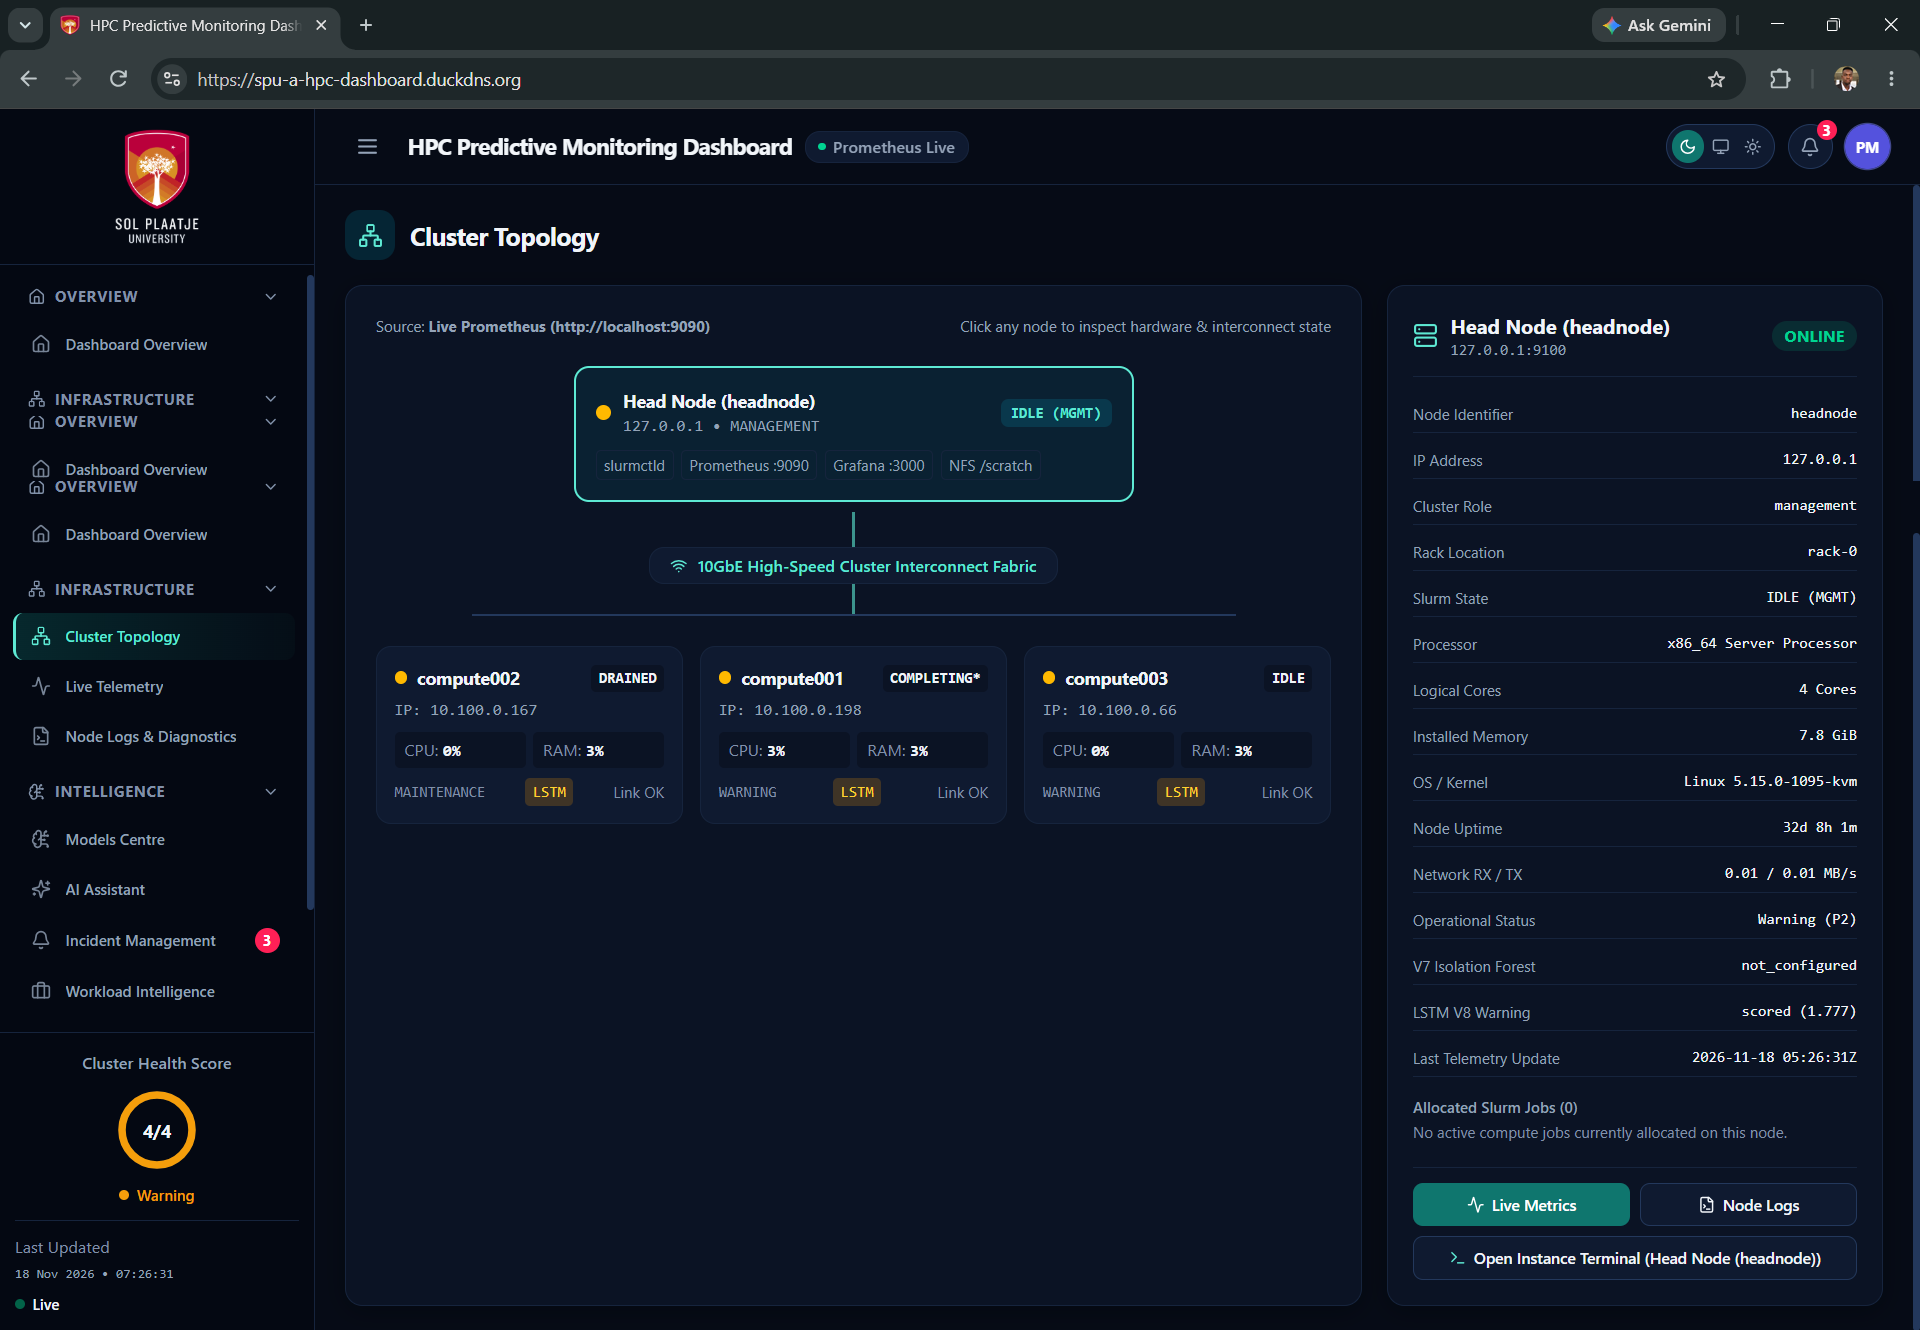 HPC Predictive Monitoring Dash
Ask Gemini
https://spu-a-hpc-dashboard.duckdns.org
SOL PLAATJE
UNIVERSITY
OVERVIEW
Dashboard Overview
INFRASTRUCTURE
OVERVIEW
Dashboard Overview
OVERVIEW
Dashboard Overview
INFRASTRUCTURE
Cluster Topology
Live Telemetry
Node Logs & Diagnostics
INTELLIGENCE
Models Centre
AI Assistant
Incident Management 3
Workload Intelligence
Cluster Health Score
4/4
Warning
Last Updated
18 Nov 2026 • 07:26:31
Live
HPC Predictive Monitoring Dashboard
Prometheus Live
3
PM
Cluster Topology
Source: Live Prometheus (http://localhost:9090)
Click any node to inspect hardware & interconnect state
Head Node (headnode)
127.0.0.1 • MANAGEMENT
IDLE (MGMT)
slurmctld Prometheus :9090 Grafana :3000 NFS /scratch
10GbE High-Speed Cluster Interconnect Fabric
compute002 DRAINED
IP: 10.100.0.167
CPU: 0% RAM: 3%
MAINTENANCE LSTM Link OK
compute001 COMPLETING*
IP: 10.100.0.198
CPU: 3% RAM: 3%
WARNING LSTM Link OK
compute003 IDLE
IP: 10.100.0.66
CPU: 0% RAM: 3%
WARNING LSTM Link OK
Head Node (headnode)
127.0.0.1:9100
ONLINE
Node Identifier headnode
IP Address 127.0.0.1
Cluster Role management
Rack Location rack-0
Slurm State IDLE (MGMT)
Processor x86_64 Server Processor
Logical Cores 4 Cores
Installed Memory 7.8 GiB
OS / Kernel Linux 5.15.0-1095-kvm
Node Uptime 32d 8h 1m
Network RX / TX 0.01 / 0.01 MB/s
Operational Status Warning (P2)
V7 Isolation Forest not_configured
LSTM V8 Warning scored (1.777)
Last Telemetry Update 2026-11-18 05:26:31Z
Allocated Slurm Jobs (0)
No active compute jobs currently allocated on this node.
Live Metrics
Node Logs
Open Instance Terminal (Head Node (headnode))